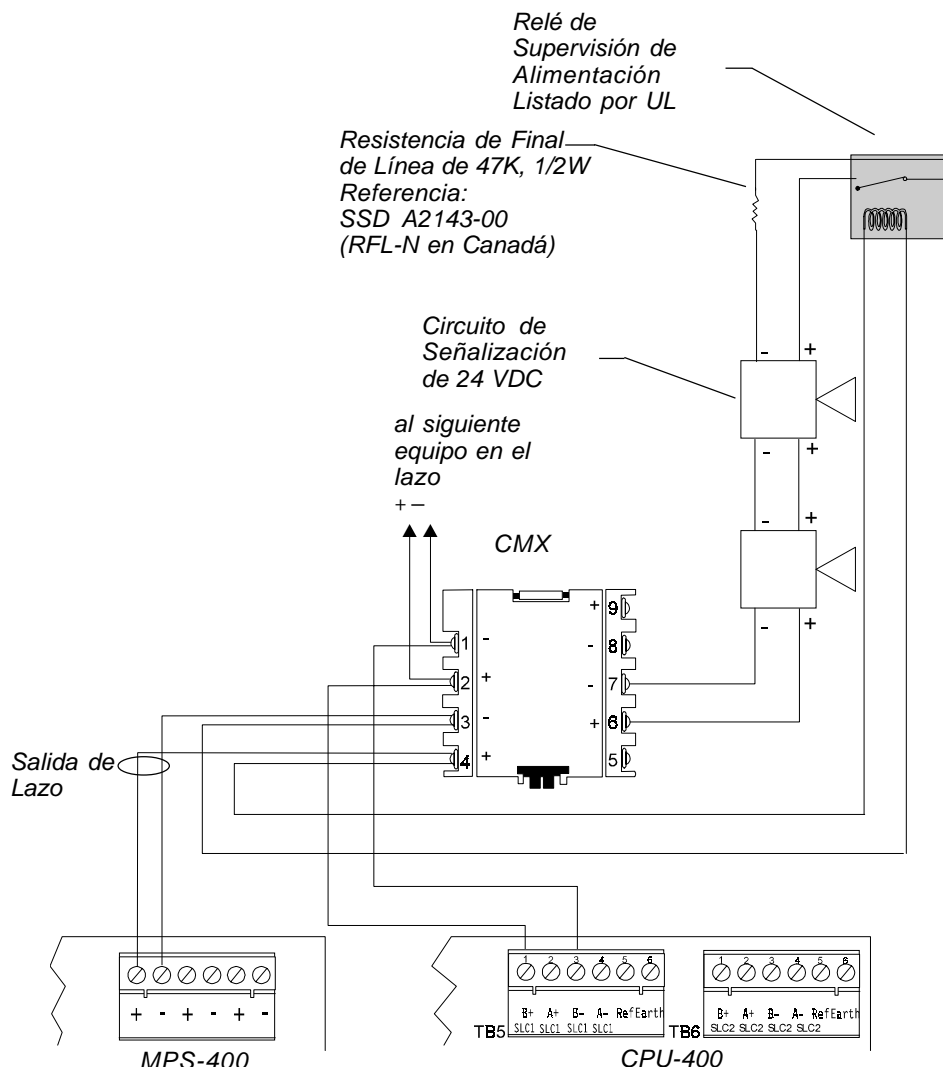 Relé de
Supervisión de
Alimentación
Listado por UL
Resistencia de Final
de Línea de 47K, 1/2W
Referencia:
SSD A2143-00
(RFL-N en Canadá)
Circuito de
Señalización
de 24 VDC
- +
- +
al siguiente
equipo en el
lazo
+ –
- +
CMX
- +
1 - + 9
2 + - 8
3 - - 7
4 + + 6
5
Salida de
Lazo
1 2 3 4 5 6
B+ A+ B- A- Ref Earth
TB5 SLC1 SLC1 SLC1 SLC1
1 2 3 4 5 6
B+ A+ B- A- Ref Earth
TB6 SLC2 SLC2 SLC2 SLC2
+ - + - + -
MPS-400
CPU-400